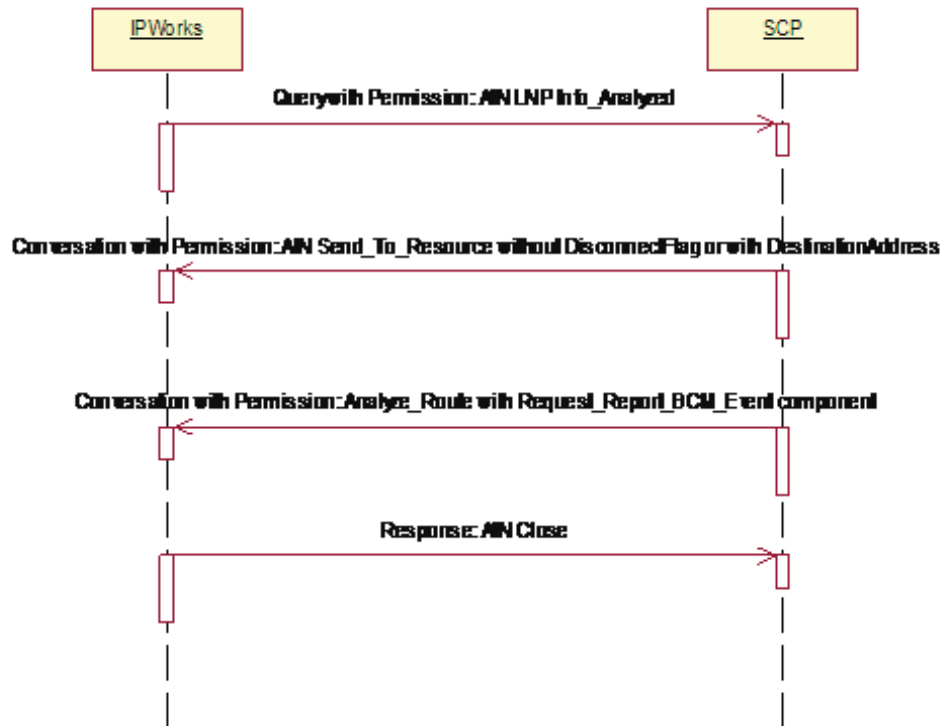 IPWorks
SCP
Query with Permission: AIN LNP Info_Analyzed
Conversation with Permission: AIN Send_To_Resource without DisconnectFlag or with DestinationAddress
Conversation with Permission: Analyze_Route with Request_Report_BCM_Event component
Response: AIN Close